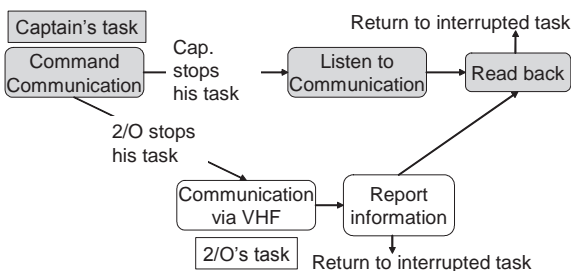 Captain's task
Return to interrupted task
Command
Communication
Cap.
stops
his task
Listen to
Communication
Read back
2/O stops
his task
Communication
via VHF
Report
information
2/O's task
Return to interrupted task